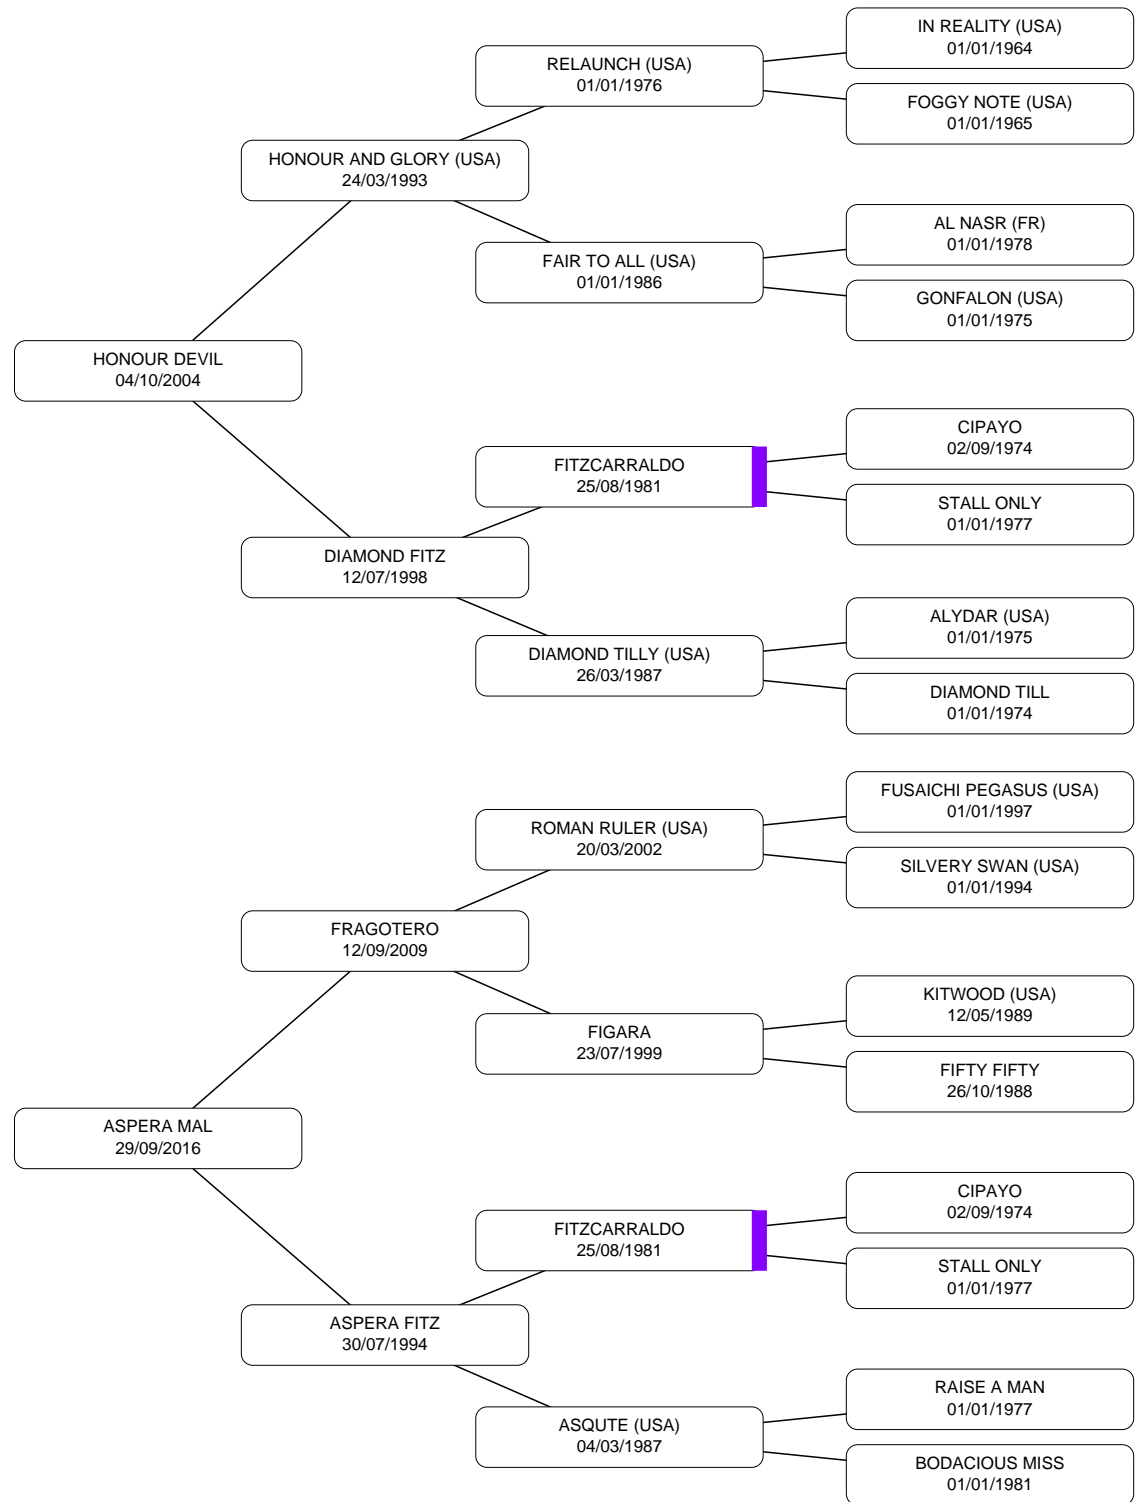 IN REALITY (USA)
01/01/1964
RELAUNCH (USA)
01/01/1976
FOGGY NOTE (USA)
01/01/1965
HONOUR AND GLORY (USA)
24/03/1993
AL NASR (FR)
01/01/1978
FAIR TO ALL (USA)
01/01/1986
GONFALON (USA)
01/01/1975
HONOUR DEVIL
04/10/2004
CIPAYO
02/09/1974
FITZCARRALDO
25/08/1981
STALL ONLY
01/01/1977
DIAMOND FITZ
12/07/1998
ALYDAR (USA)
01/01/1975
DIAMOND TILLY (USA)
26/03/1987
DIAMOND TILL
01/01/1974
FUSAICHI PEGASUS (USA)
01/01/1997
ROMAN RULER (USA)
20/03/2002
SILVERY SWAN (USA)
01/01/1994
FRAGOTERO
12/09/2009
KITWOOD (USA)
12/05/1989
FIGARA
23/07/1999
FIFTY FIFTY
26/10/1988
ASPERA MAL
29/09/2016
CIPAYO
02/09/1974
FITZCARRALDO
25/08/1981
STALL ONLY
01/01/1977
ASPERA FITZ
30/07/1994
RAISE A MAN
01/01/1977
ASQUTE (USA)
04/03/1987
BODACIOUS MISS
01/01/1981